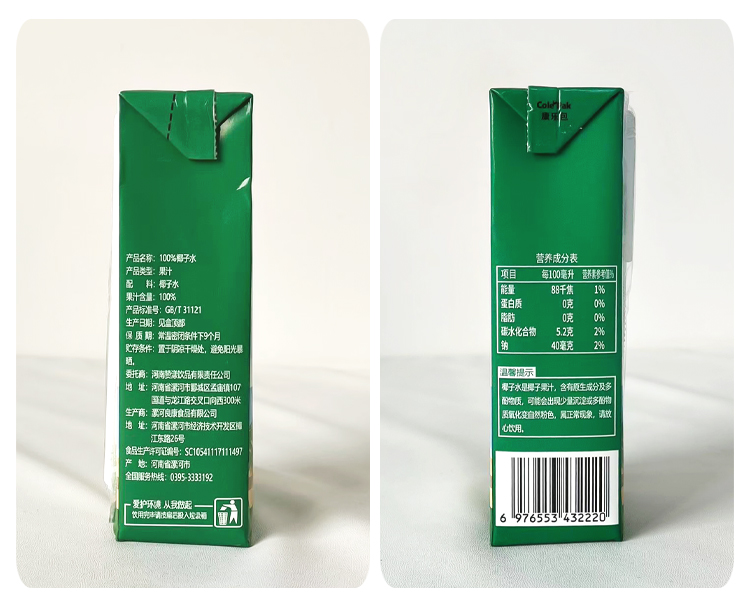 产品名称：100%椰子水
产品类型：果汁
配　　料：椰子水
果汁含量：100%
产品标准号：GB/T 31121
生产日期：见盒顶部
保 质 期：常温密闭条件下9个月
贮存条件：置于阴凉干燥处，避免阳光暴
晒。
委托商：河南赞漾饮品有限责任公司
地　址：河南省漯河市郾城区孟庙镇107
国道与龙江路交叉口向西300米
生产商：漯河良康食品有限公司
地　址：河南省漯河市经济技术开发区湘
江东路26号
食品生产许可证编号：SC10541117111497
产　地：河南省漯河市
全国服务热线：0395-3333192
爱护环境 从我做起
饮用完毕请按扁后投入垃圾箱
康乐包
营养成分表
项目 每100毫升 营养素参考值%
能量 88千焦 1%
蛋白质 0克 0%
脂肪 0克 0%
碳水化合物 5.2克 2%
钠 40毫克 2%
温馨提示
椰子水是椰子果汁，含有原生成分及多
酚物质，可能会出现少量沉淀或多酚物
质氧化变自然粉色，属正常现象，请放
心饮用。
6 976553 432220